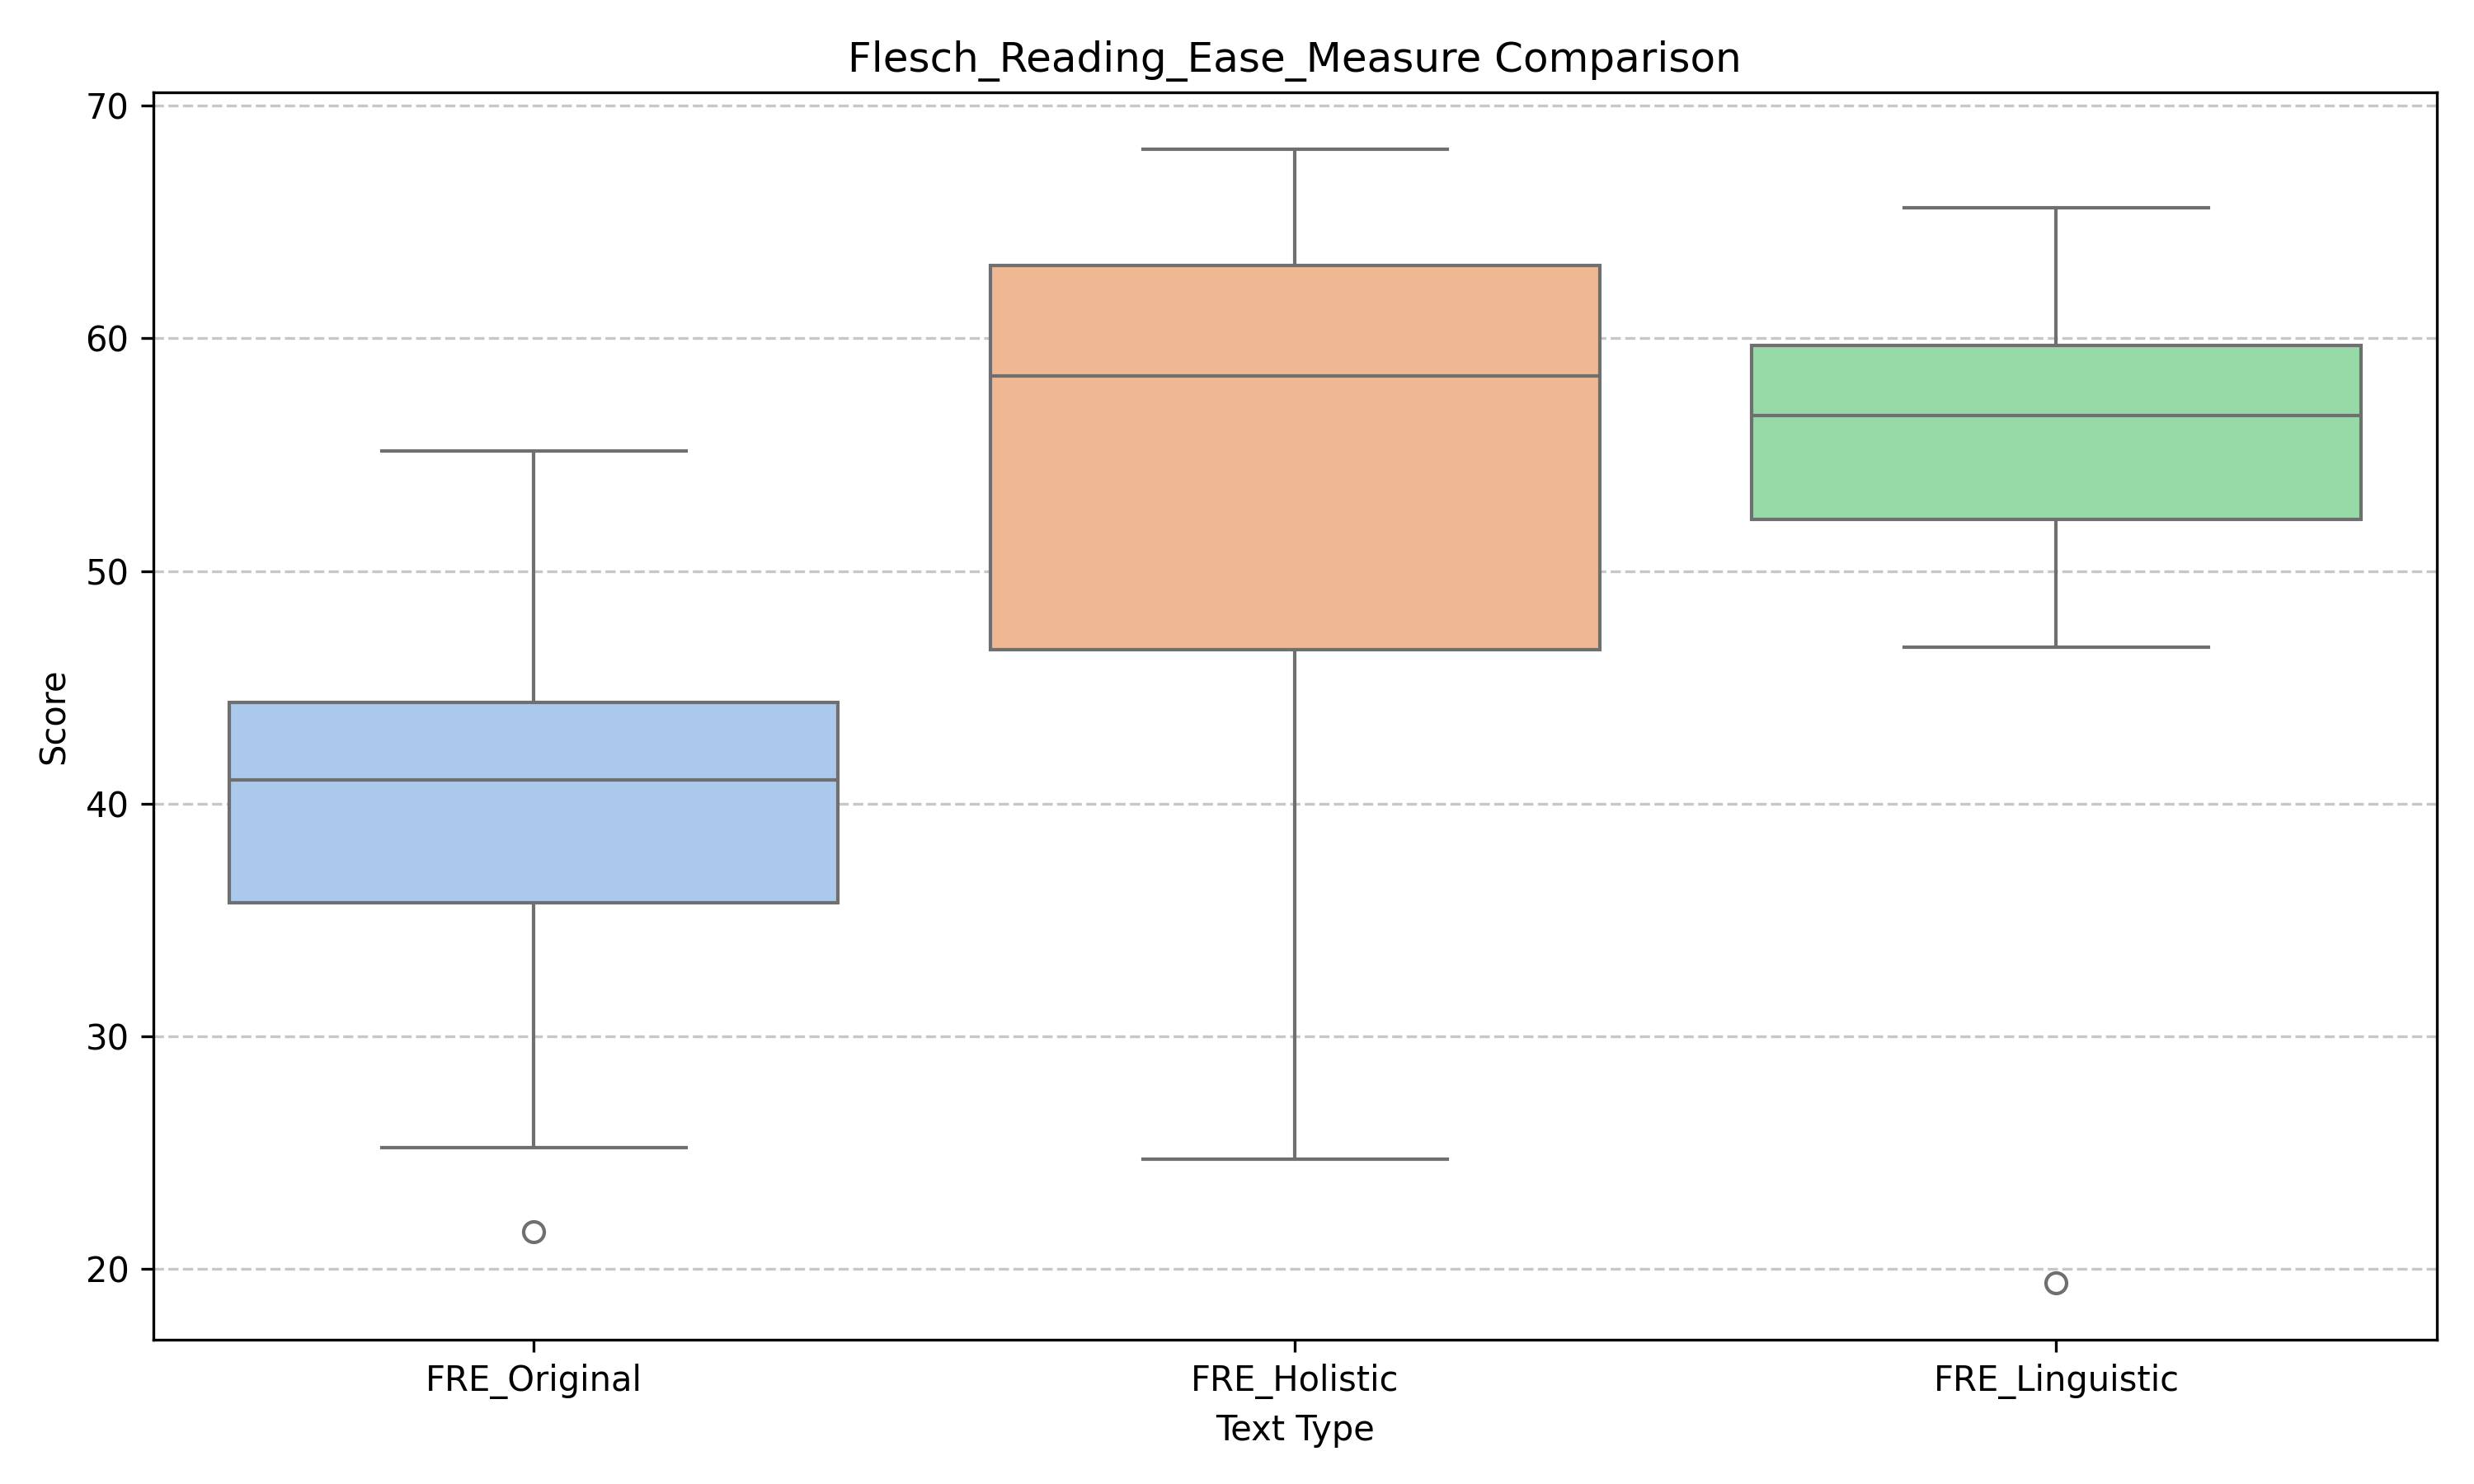 Flesch_Reading_Ease_Measure Comparison
70
60
50
40
30
20
Score
FRE_Original
FRE_Holistic
FRE_Linguistic
Text Type